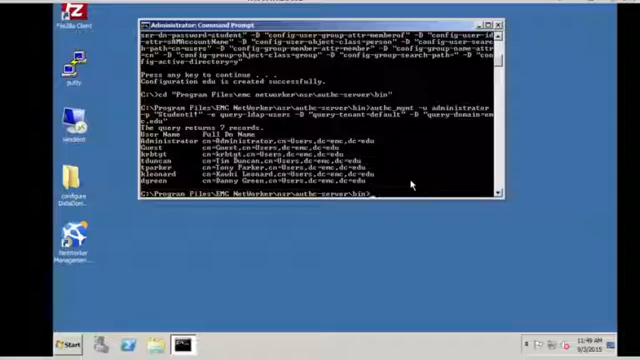 Administrator: Command Prompt
ser-dn-password=student" -D "config-user-group-attr=memberof" -D "config-user-search-
attr=sAMAccountName" -D "config-user-object-class=person" -D "config-user-sear
h-path=cn=users" -D "config-group-member-attr=member" -D "config-group-name-attr
=cn" -D "config-group-object-class=group" -D "config-group-search-path=" -D "con
fig-active-directory=y"
Press any key to continue . . .
Configuration edu is created successfully.
C:\>cd "Program Files\emc networker\nsr\authc-server\bin"
C:\Program Files\EMC NetWorker\nsr\authc-server\bin>authc_mgmt -u administrator
-p "Student1!" -e query-ldap-users -D "query-tenant=default" -D "query-domain=em
c.edu"
The query returns 7 records.
User Name Full Dn Name
Administrator cn=Administrator,cn=Users,dc=emc,dc=edu
Guest cn=Guest,cn=Users,dc=emc,dc=edu
krbtgt cn=krbtgt,cn=Users,dc=emc,dc=edu
tduncan cn=Tim Duncan,cn=Users,dc=emc,dc=edu
tparker cn=Tony Parker,cn=Users,dc=emc,dc=edu
kleonard cn=Kawhi Leonard,cn=Users,dc=emc,dc=edu
dgreen cn=Danny Green,cn=Users,dc=emc,dc=edu
C:\Program Files\EMC NetWorker\nsr\authc-server\bin>_
FileZilla Client
putty
windent
configure
DataDom...
NetWorker
Managemen...
Start
11:49 AM
9/3/2015